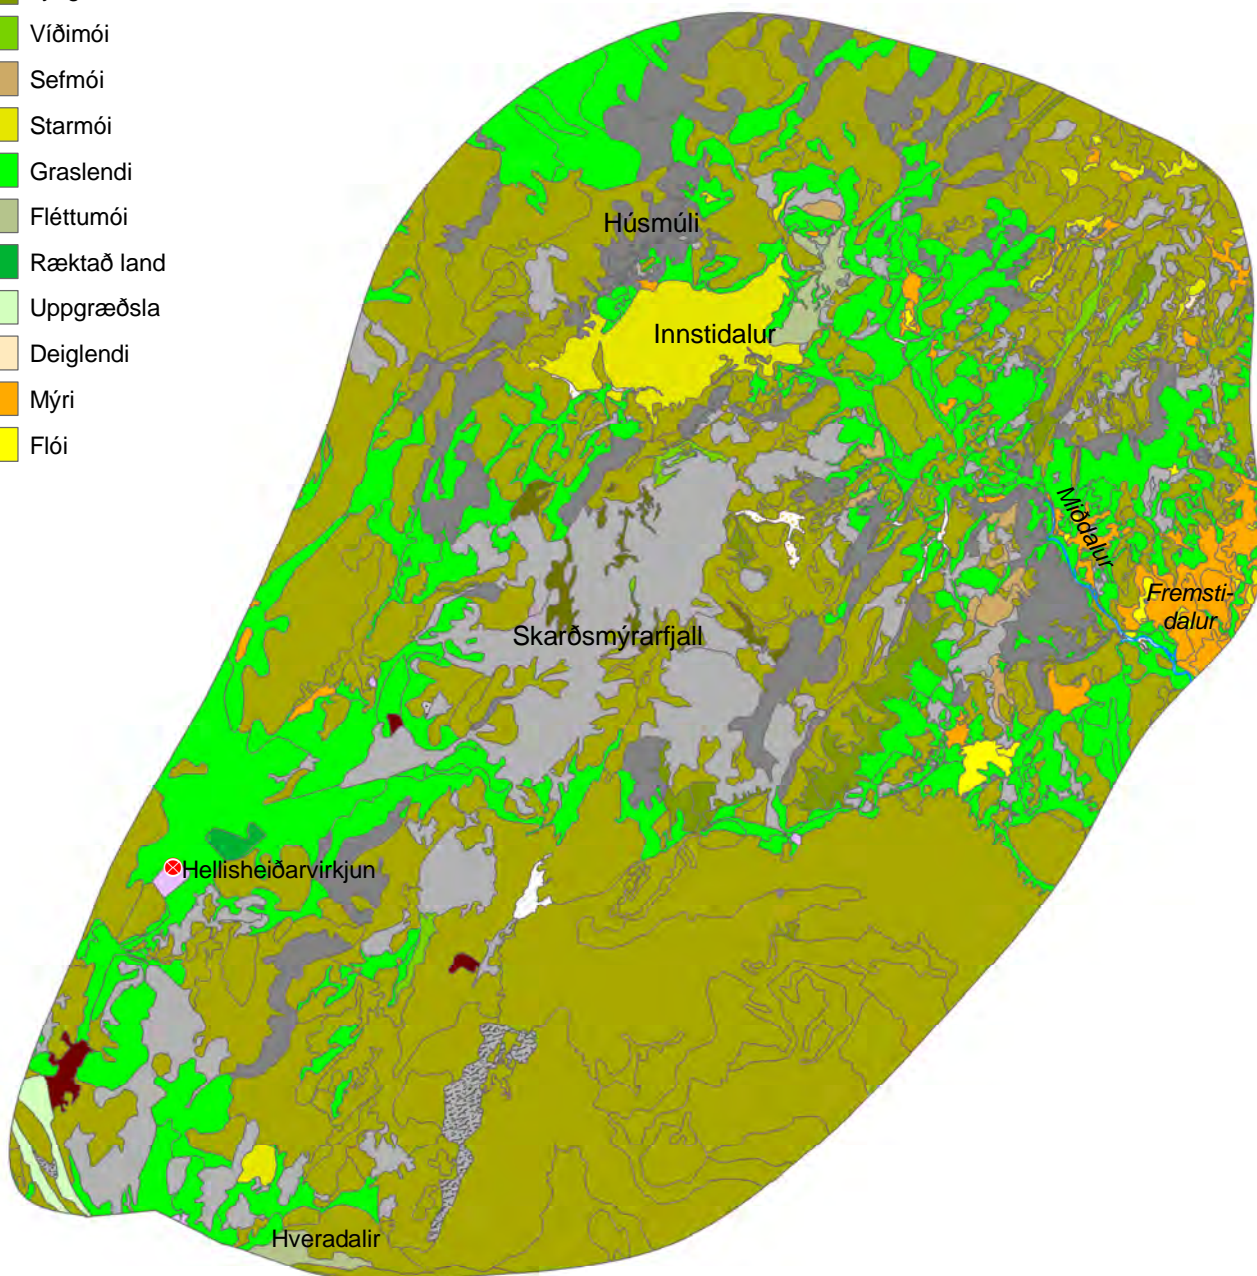 Víðimói
Sefmói
Starmói
Graslendi
Fléttumói
Ræktað land
Uppgræðsla
Deiglendi
Mýri
Flói
Húsmúli
Innstidalur
Miðdalur
Fremsti-
dalur
Skarðsmýrarfjall
Hellisheiðarvirkjun
Hveradalir